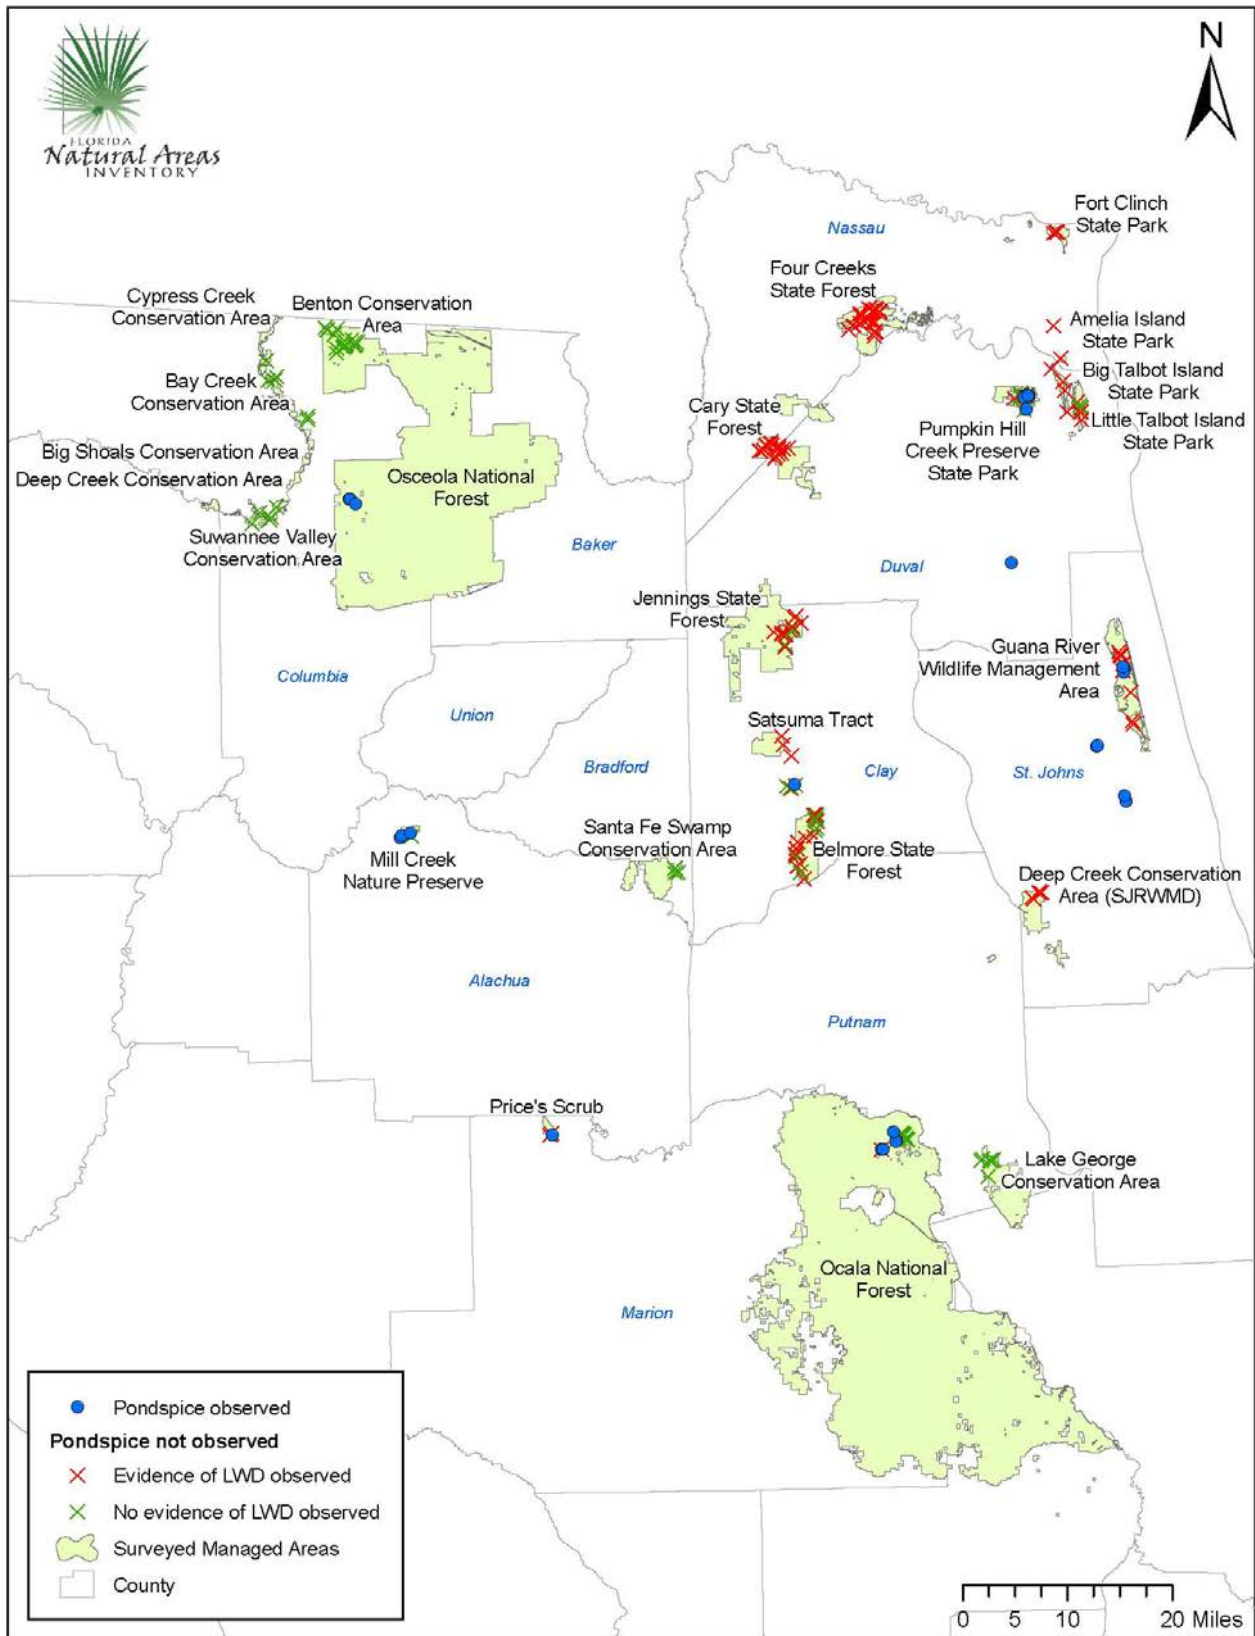 FLORIDA
Natural Areas
INVENTORY
N
Fort Clinch
State Park
Nassau
Four Creeks
State Forest
Cypress Creek
Conservation Area
Benton Conservation
Area
Amelia Island
State Park
Big Talbot Island
State Park
Bay Creek
Conservation Area
Cary State
Forest
Little Talbot Island
State Park
Pumpkin Hill
Creek Preserve
State Park
Big Shoals Conservation Area
Deep Creek Conservation Area
Osceola National
Forest
Suwannee Valley
Conservation Area
Baker
Duval
Jennings State
Forest
Guana River
Wildlife Management
Area
Columbia
Union
Satsuma Tract
Bradford
Clay
St. Johns
Santa Fe Swamp
Conservation Area
Mill Creek
Nature Preserve
Belmore State
Forest
Deep Creek Conservation
Area (SJRWMD)
Alachua
Putnam
Price's Scrub
Lake George
Conservation Area
Ocala National
Forest
Marion
Pondspice observed
Pondspice not observed
Evidence of LWD observed
No evidence of LWD observed
Surveyed Managed Areas
County
0 5 10 20 Miles